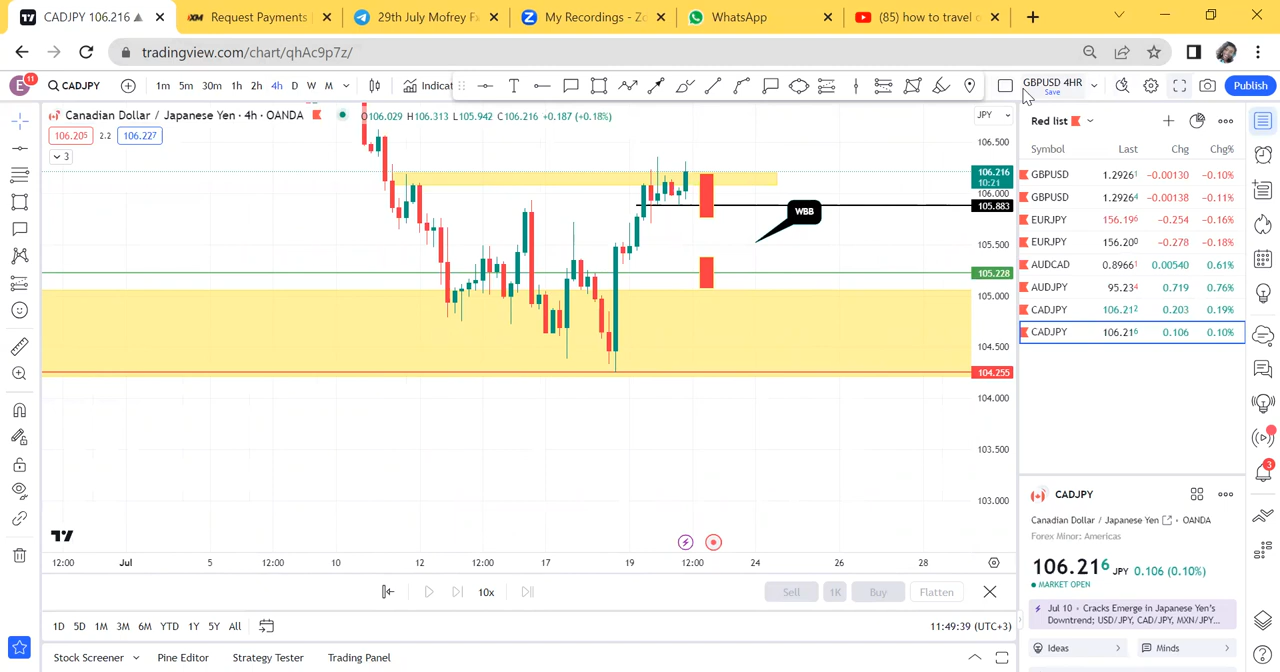 CADJPY 106.216
Request Payments
29th July Mofrey F
My Recordings - Zo
WhatsApp
(85) how to travel c
tradingview.com/chart/qhAc9p7z/
E
11
CADJPY
1m 5m 30m 1h 2h 4h D W M
Indicat
GBPUSD 4HR
Save
Publish
Canadian Dollar / Japanese Yen · 4h · OANDA
O106.029 H106.313 L105.942 C106.216 +0.187 (+0.18%)
106.205 2.2 106.227
3
JPY
106.500
106.216
10:21
106.000
105.883
105.500
105.228
105.000
104.500
104.255
104.000
103.500
103.000
WBB
12:00 Jul 5 10 12 12:00 17 19 12:00 24 26 28
10x
Sell 1K Buy Flatten
1D 5D 1M 3M 6M YTD 1Y 5Y All
11:49:39 (UTC+3)
Stock Screener Pine Editor Strategy Tester Trading Panel
Red list
Symbol Last Chg Chg%
GBPUSD 1.29261 -0.00130 -0.10%
GBPUSD 1.29264 -0.00138 -0.11%
EURJPY 156.196 -0.254 -0.16%
EURJPY 156.200 -0.278 -0.18%
AUDCAD 0.89661 0.00540 0.61%
AUDJPY 95.234 0.719 0.76%
CADJPY 106.212 0.203 0.19%
CADJPY 106.216 0.106 0.10%
3
CADJPY
Canadian Dollar / Japanese Yen · OANDA
Forex Minor: Americas
106.216 JPY 0.106 (0.10%)
MARKET OPEN
Jul 10 · Cracks Emerge in Japanese Yen's
Downtrend; USD/JPY, CAD/JPY, MXN/JPY...
Ideas
Minds